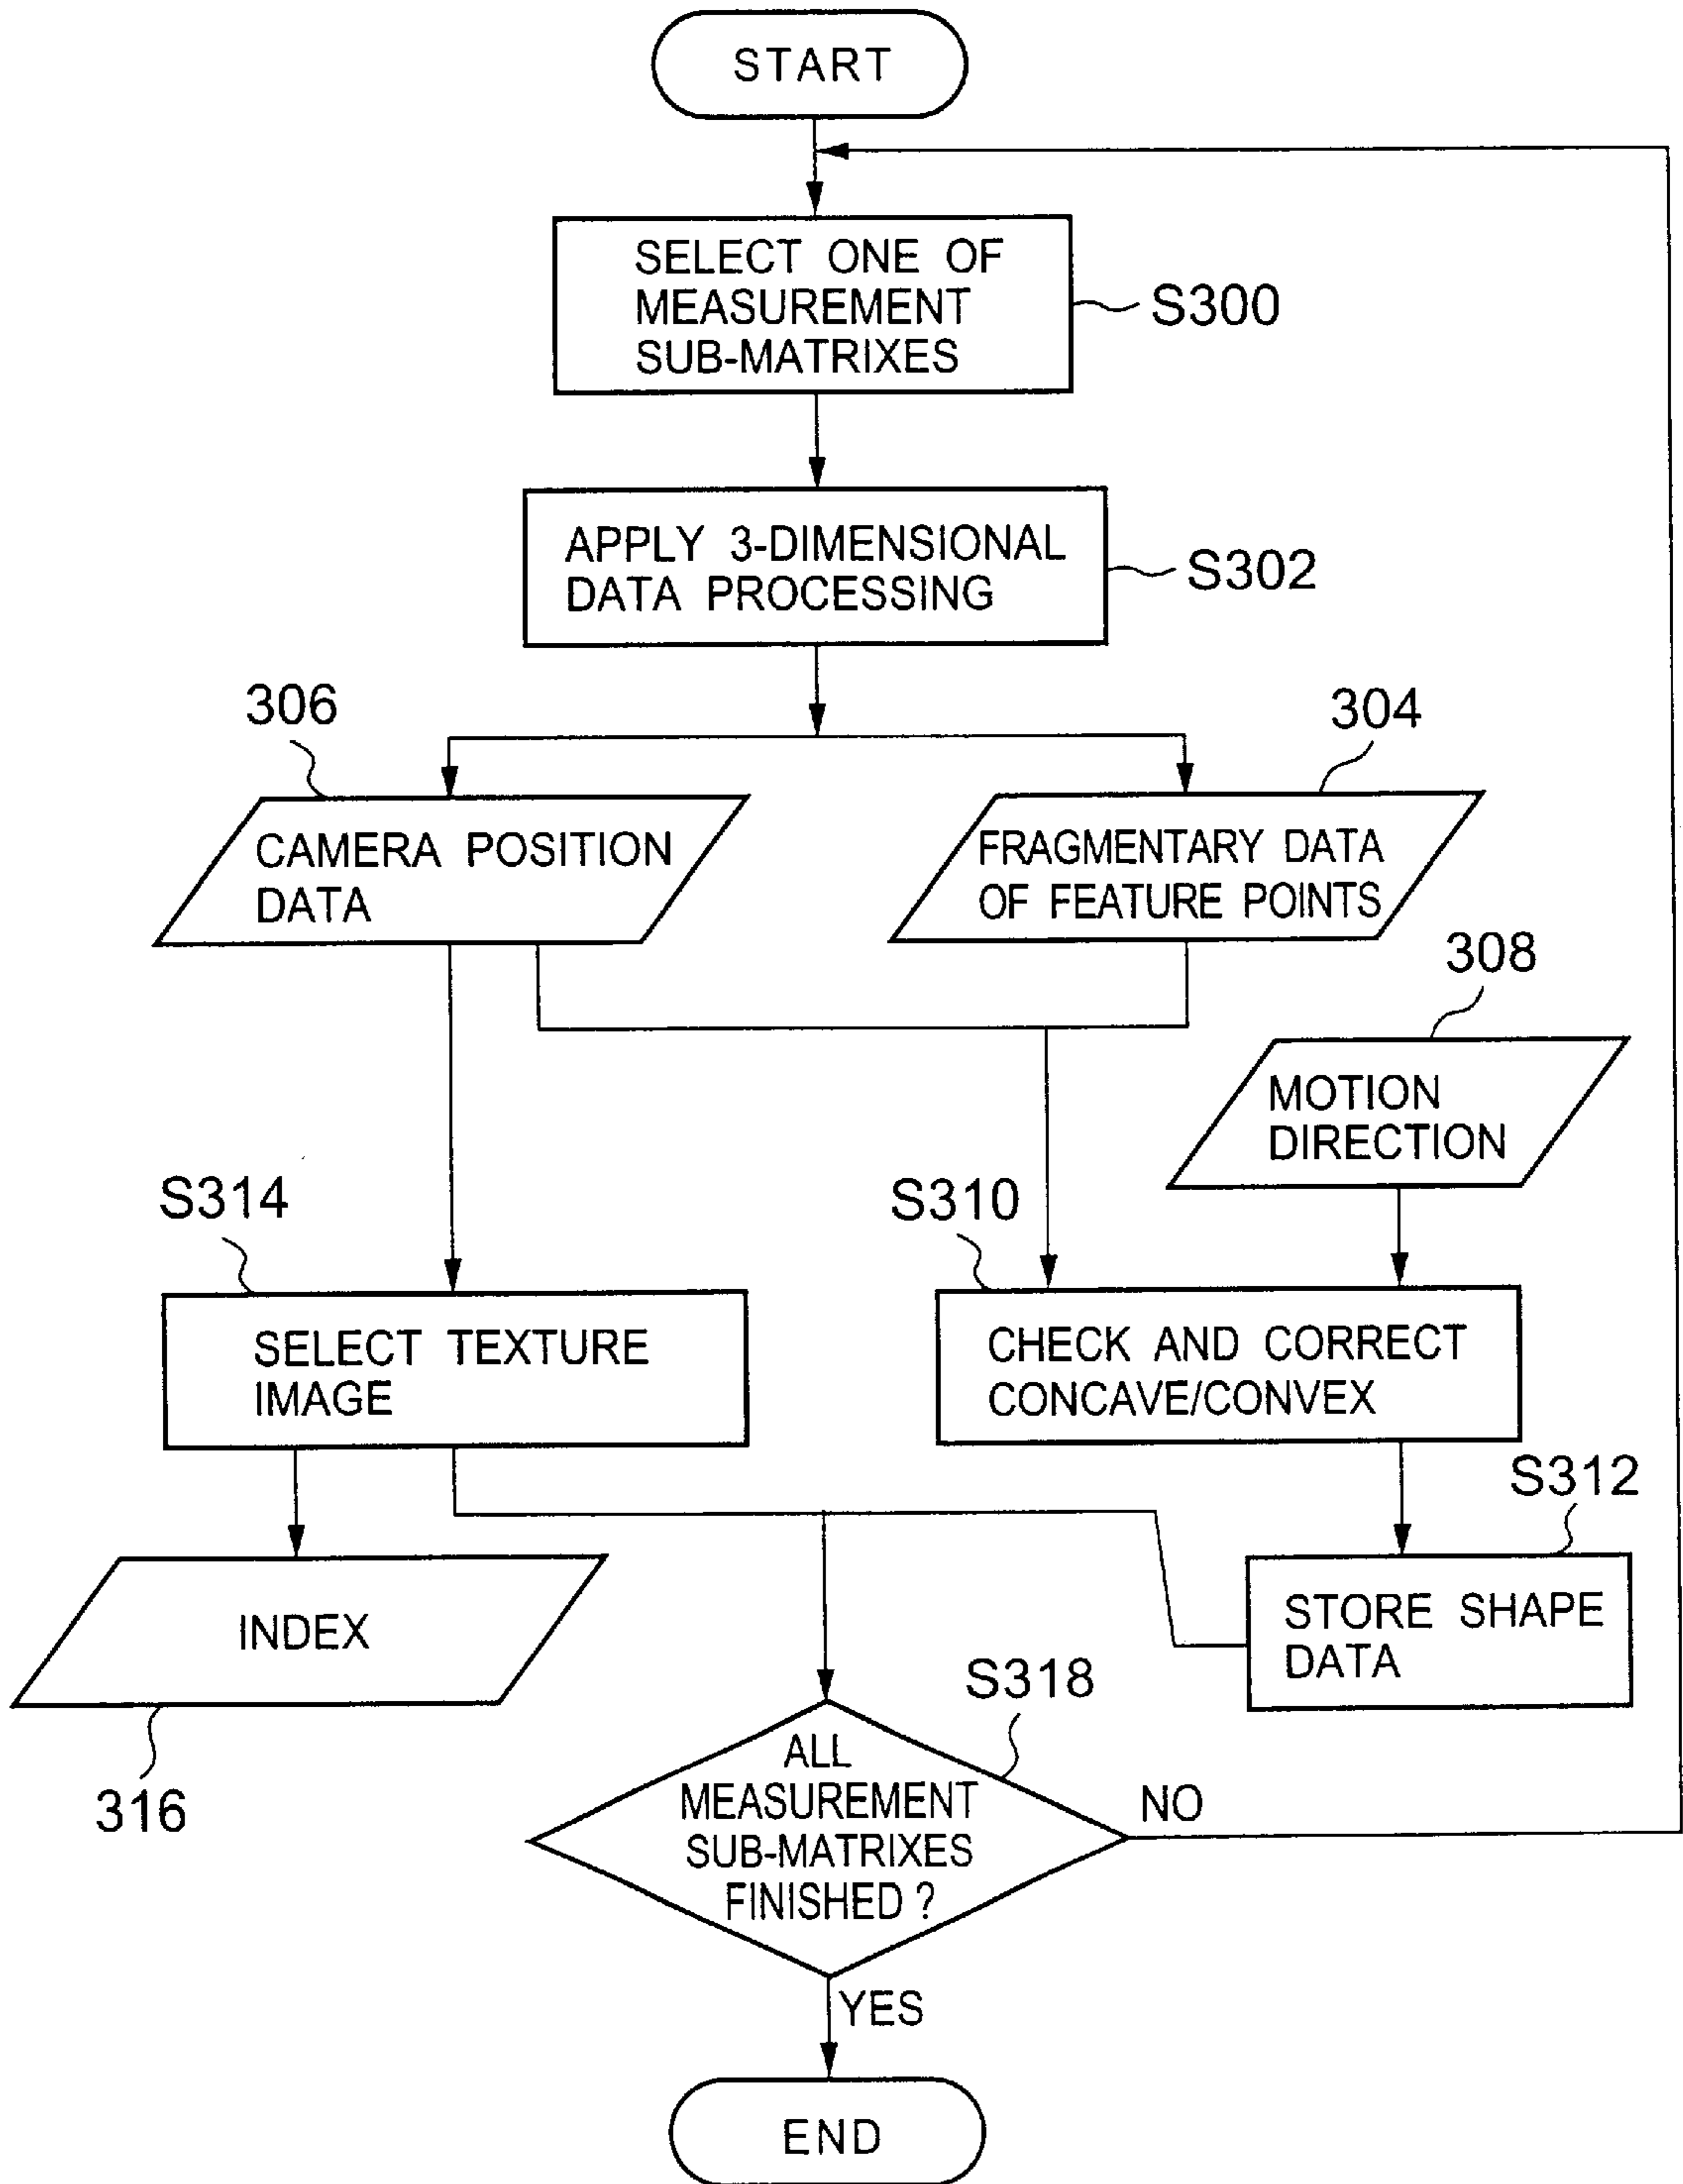 START
SELECT ONE OF
MEASUREMENT
SUB-MATRIXES
S300
APPLY 3-DIMENSIONAL
DATA PROCESSING
S302
306
304
CAMERA POSITION
DATA
FRAGMENTARY DATA
OF FEATURE POINTS
308
MOTION
DIRECTION
S314
S310
SELECT TEXTURE
IMAGE
CHECK AND CORRECT
CONCAVE/CONVEX
S312
INDEX
STORE SHAPE
DATA
316
S318
ALL
MEASUREMENT
SUB-MATRIXES
FINISHED ?
NO
YES
END